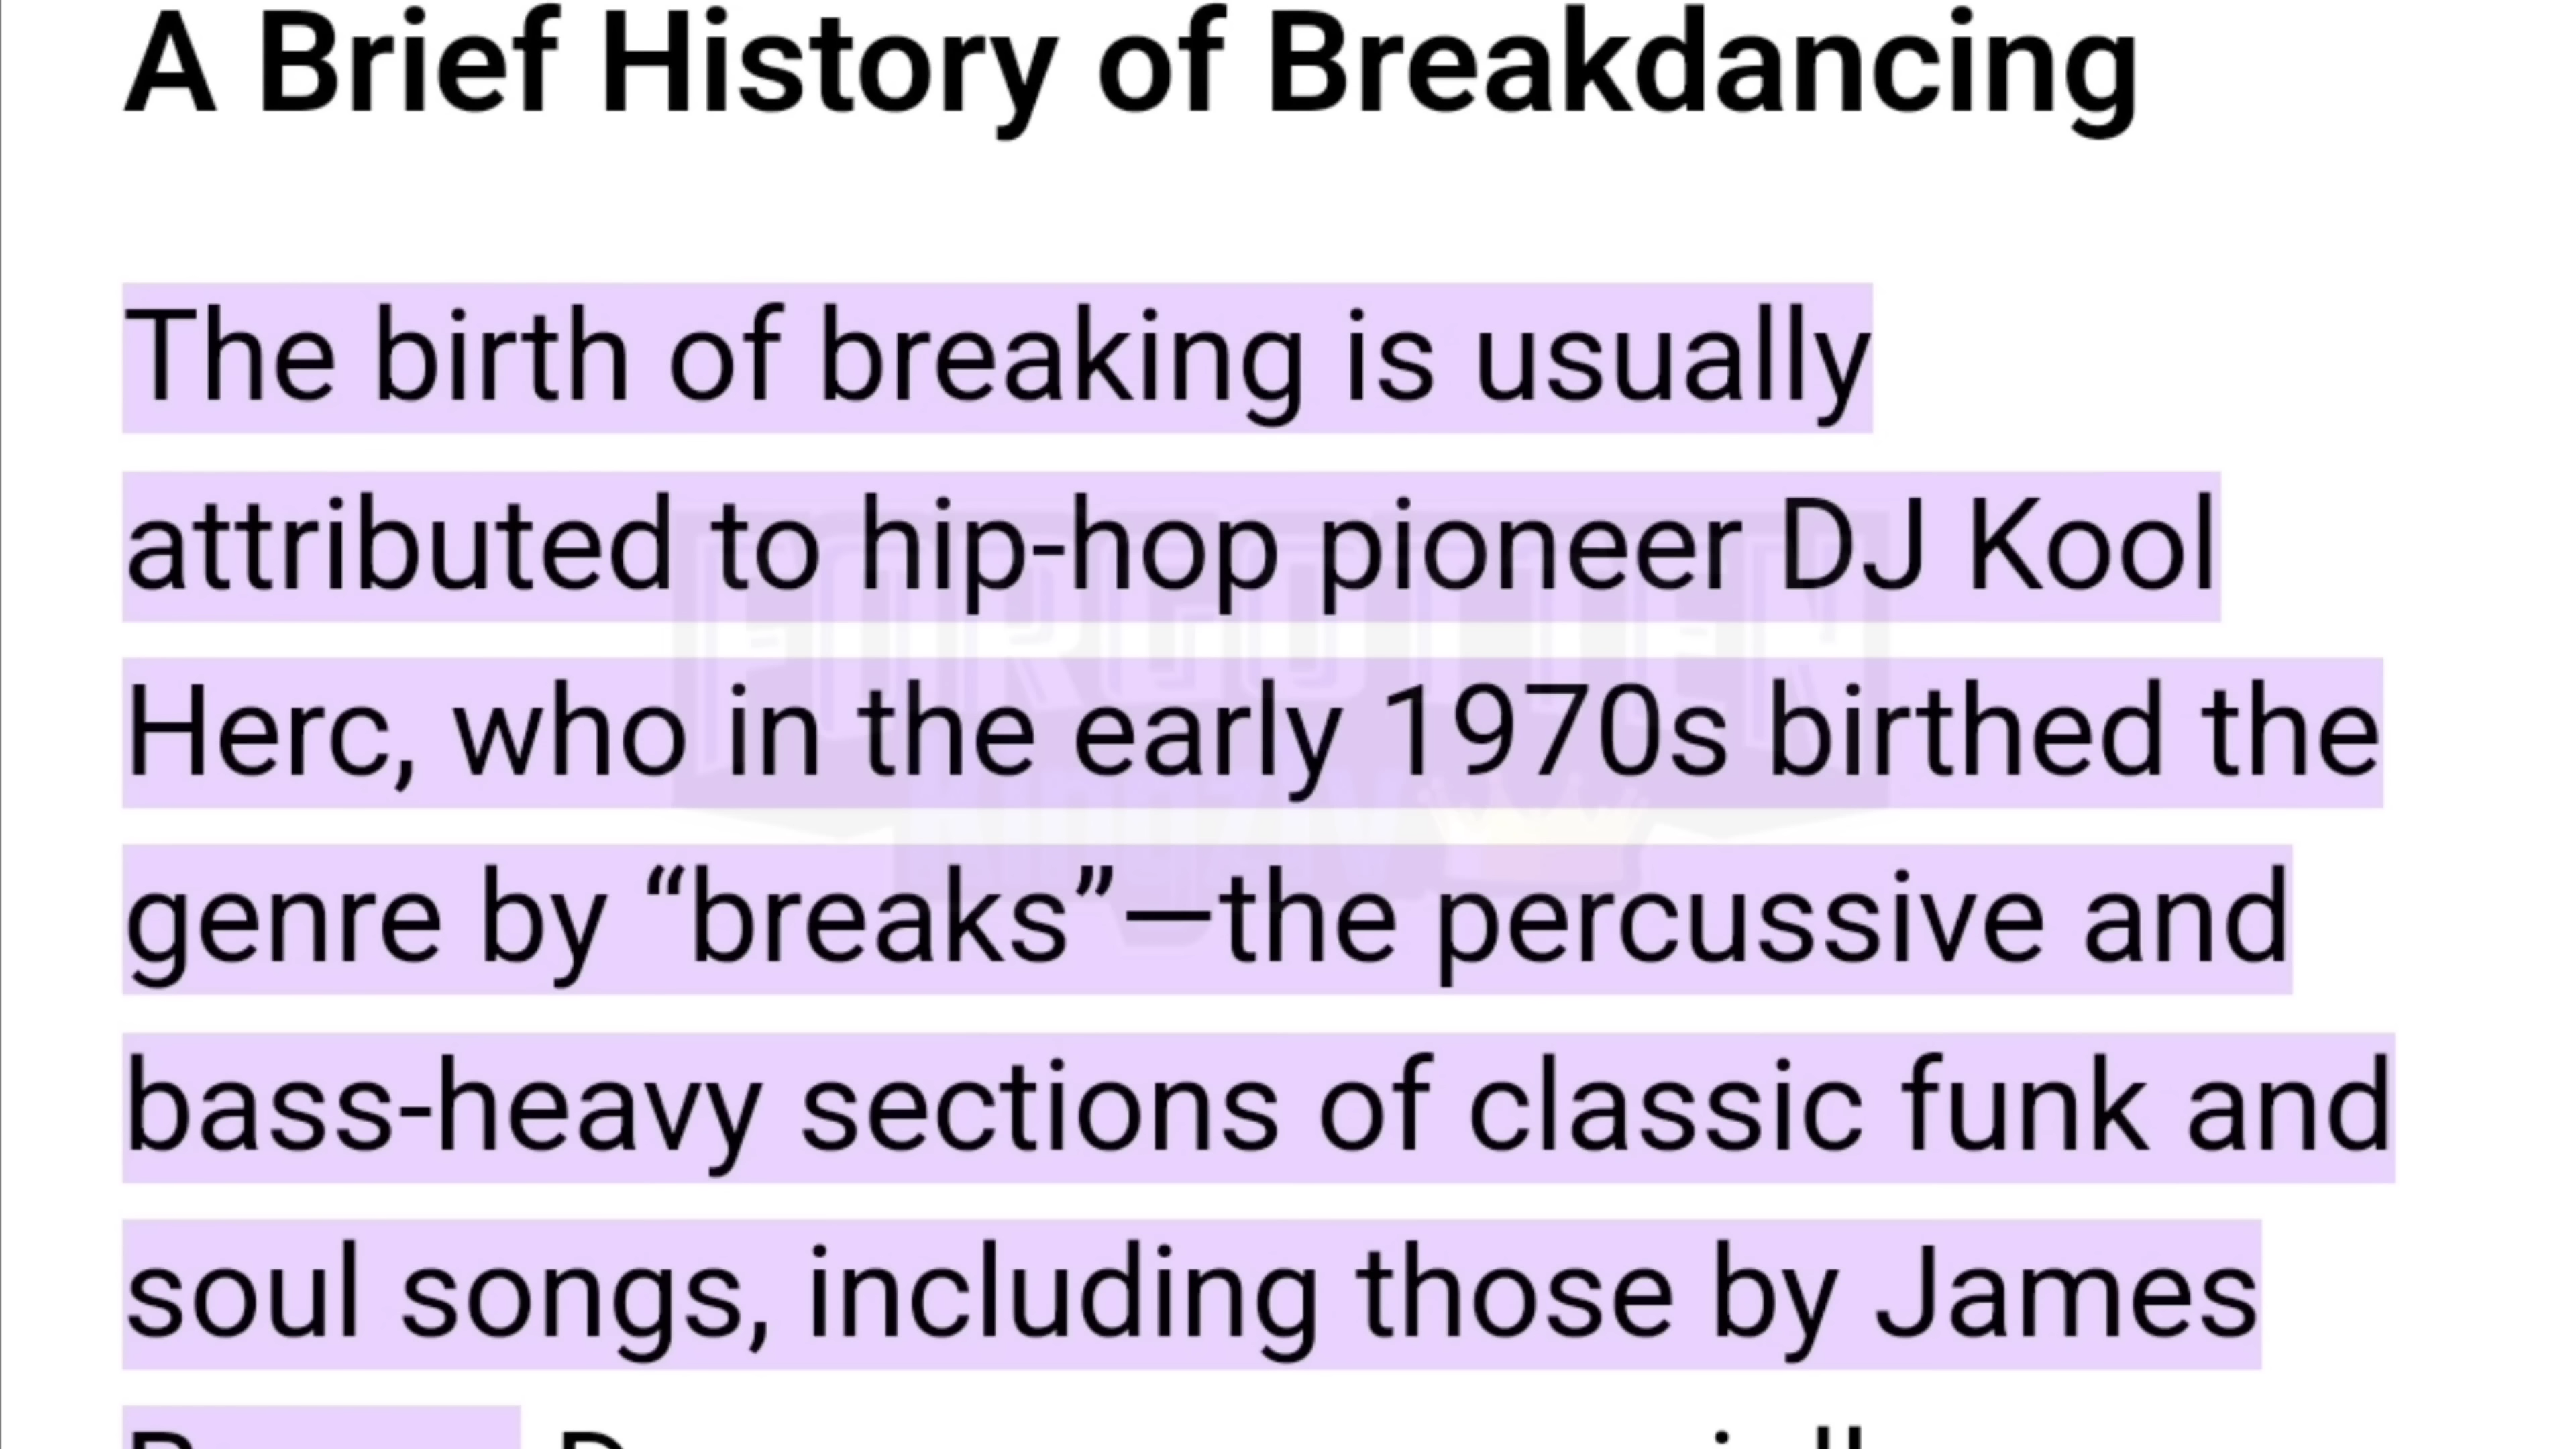 A Brief History of Breakdancing
The birth of breaking is usually
attributed to hip-hop pioneer DJ Kool
Herc, who in the early 1970s birthed the
genre by “breaks”—the percussive and
bass-heavy sections of classic funk and
soul songs, including those by James
FORGOTTEN